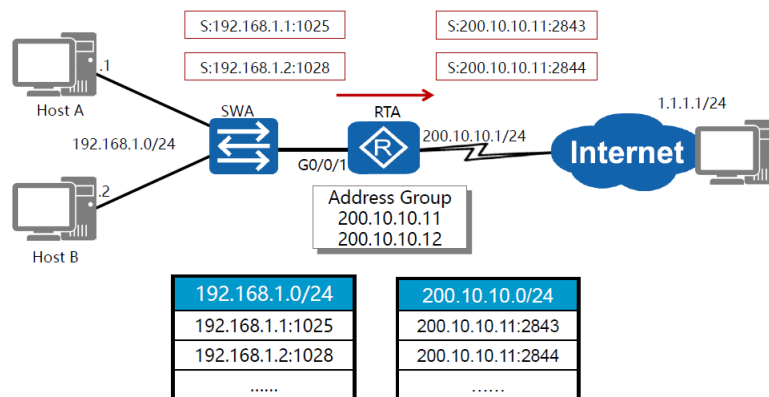 S:192.168.1.1:1025
S:200.10.10.11:2843
S:192.168.1.2:1028
S:200.10.10.11:2844
.1
Host A
SWA
RTA
1.1.1.1/24
192.168.1.0/24
200.10.10.1/24
R
Internet
G0/0/1
.2
Host B
Address Group
200.10.10.11
200.10.10.12
192.168.1.0/24
192.168.1.1:1025
192.168.1.2:1028
......
200.10.10.0/24
200.10.10.11:2843
200.10.10.11:2844
......